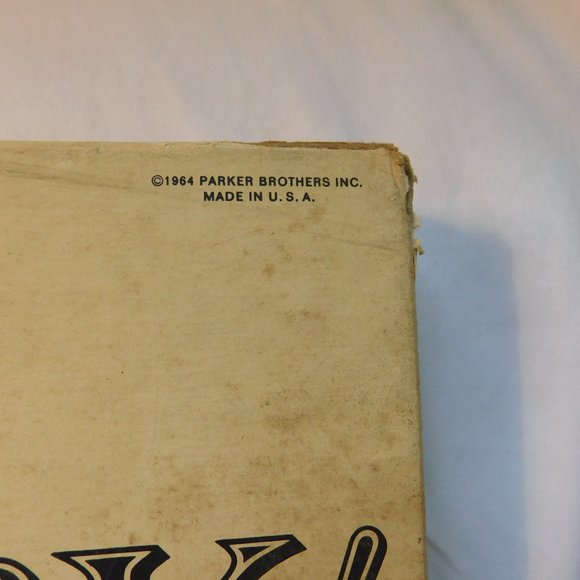 ©1964 PARKER BROTHERS INC.
MADE IN U. S. A.